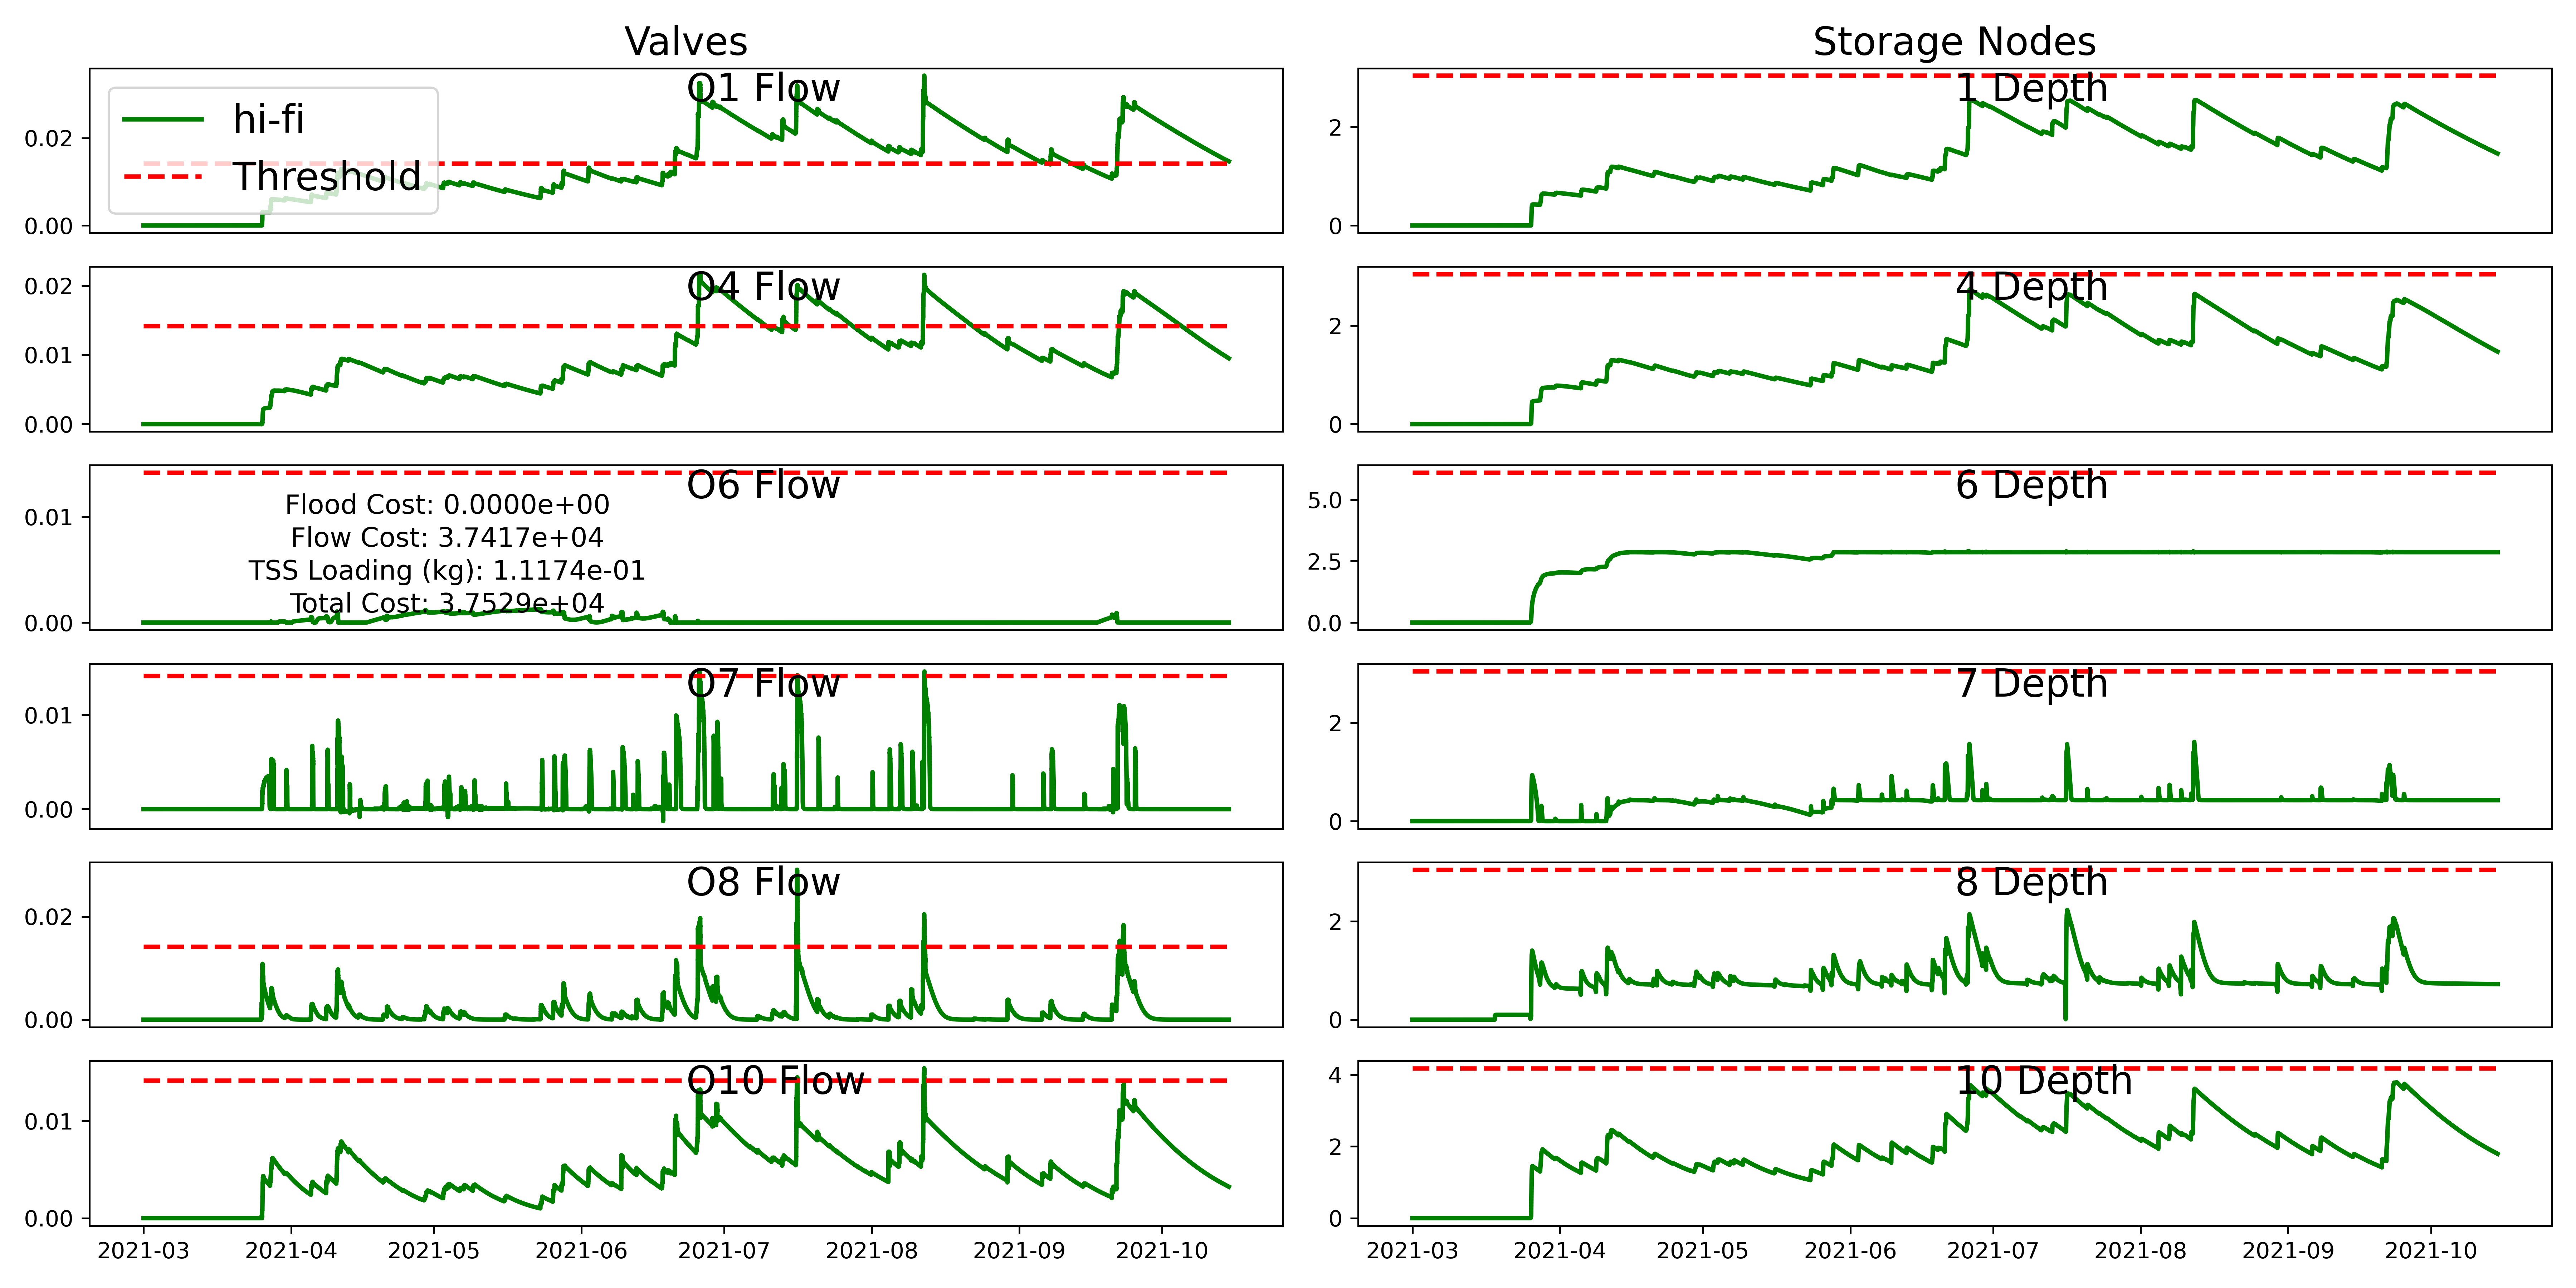 Valves
Storage Nodes
O1 Flow
hi-fi
Threshold
0.02
0.00
1 Depth
2
0
O4 Flow
0.02
0.01
0.00
4 Depth
2
0
O6 Flow
Flood Cost: 0.0000e+00
Flow Cost: 3.7417e+04
TSS Loading (kg): 1.1174e-01
Total Cost: 3.7529e+04
0.01
0.00
6 Depth
5.0
2.5
0.0
O7 Flow
0.01
0.00
7 Depth
2
0
O8 Flow
0.02
0.00
8 Depth
2
0
O10 Flow
0.01
0.00
2021-03 2021-04 2021-05 2021-06 2021-07 2021-08 2021-09 2021-10
10 Depth
4
2
0
2021-03 2021-04 2021-05 2021-06 2021-07 2021-08 2021-09 2021-10